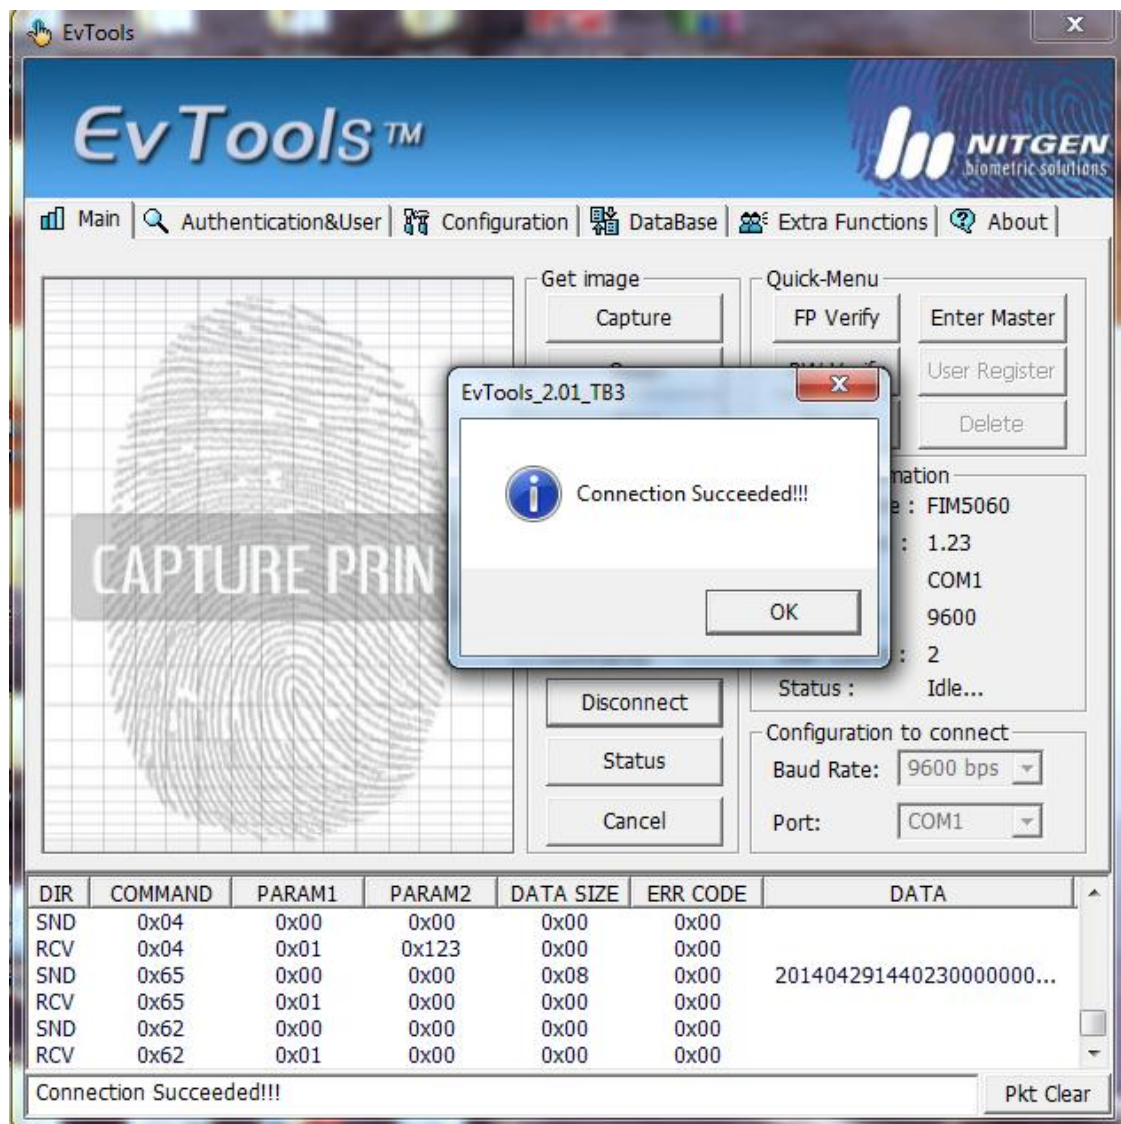 EvTools
EvTools™
NITGEN
biometric solutions
Main
Authentication&User
Configuration
DataBase
Extra Functions
About
Get image
Capture
Quick-Menu
FP Verify
Enter Master
User Register
Delete
CAPTURE PRIN
EvTools_2.01_TB3
Connection Succeeded!!!
OK
: FIM5060
: 1.23
COM1
9600
: 2
Status : Idle...
Disconnect
Status
Cancel
Configuration to connect
Baud Rate: 9600 bps
Port: COM1
DIR COMMAND PARAM1 PARAM2 DATA SIZE ERR CODE DATA
SND 0x04 0x00 0x00 0x00 0x00
RCV 0x04 0x01 0x123 0x00 0x00
SND 0x65 0x00 0x00 0x08 0x00 201404291440230000000...
RCV 0x65 0x01 0x00 0x00 0x00
SND 0x62 0x00 0x00 0x00 0x00
RCV 0x62 0x01 0x00 0x00 0x00
Connection Succeeded!!!
Pkt Clear